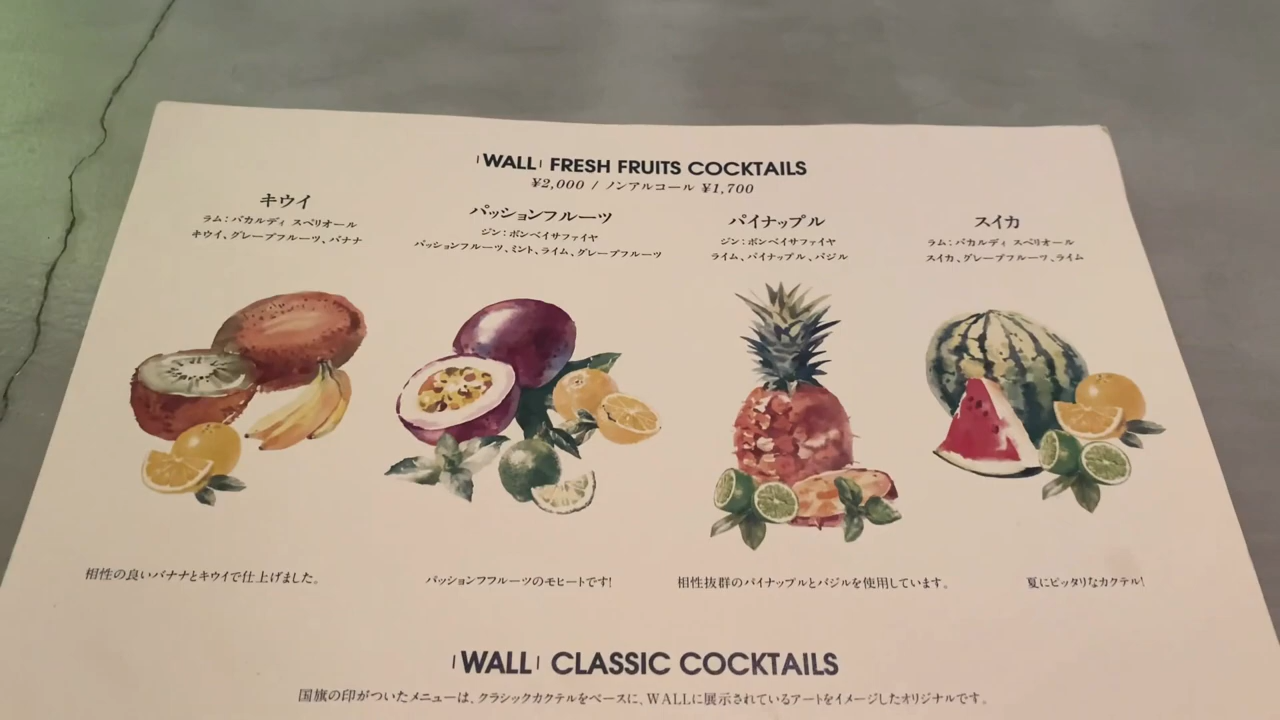 WALL FRESH FRUITS COCKTAILS
¥2,000 / ノンアルコール ¥1,700
キウイ
ラム：バカルディ スペリオール
キウイ、グレープフルーツ、バナナ
パッションフルーツ
ジン：ボンベイサファイヤ
パッションフルーツ、ミント、ライム、グレープフルーツ
パイナップル
ジン：ボンベイサファイヤ
ライム、パイナップル、バジル
スイカ
ラム：バカルディ スペリオール
スイカ、グレープフルーツ、ライム
相性の良いバナナとキウイで仕上げました。
パッションフフルーツのモヒートです!
相性抜群のパイナップルとバジルを使用しています。
夏にピッタリなカクテル!
WALL CLASSIC COCKTAILS
国旗の印がついたメニューは、クラシックカクテルをベースに、WALLに展示されているアートをイメージしたオリジナルです。